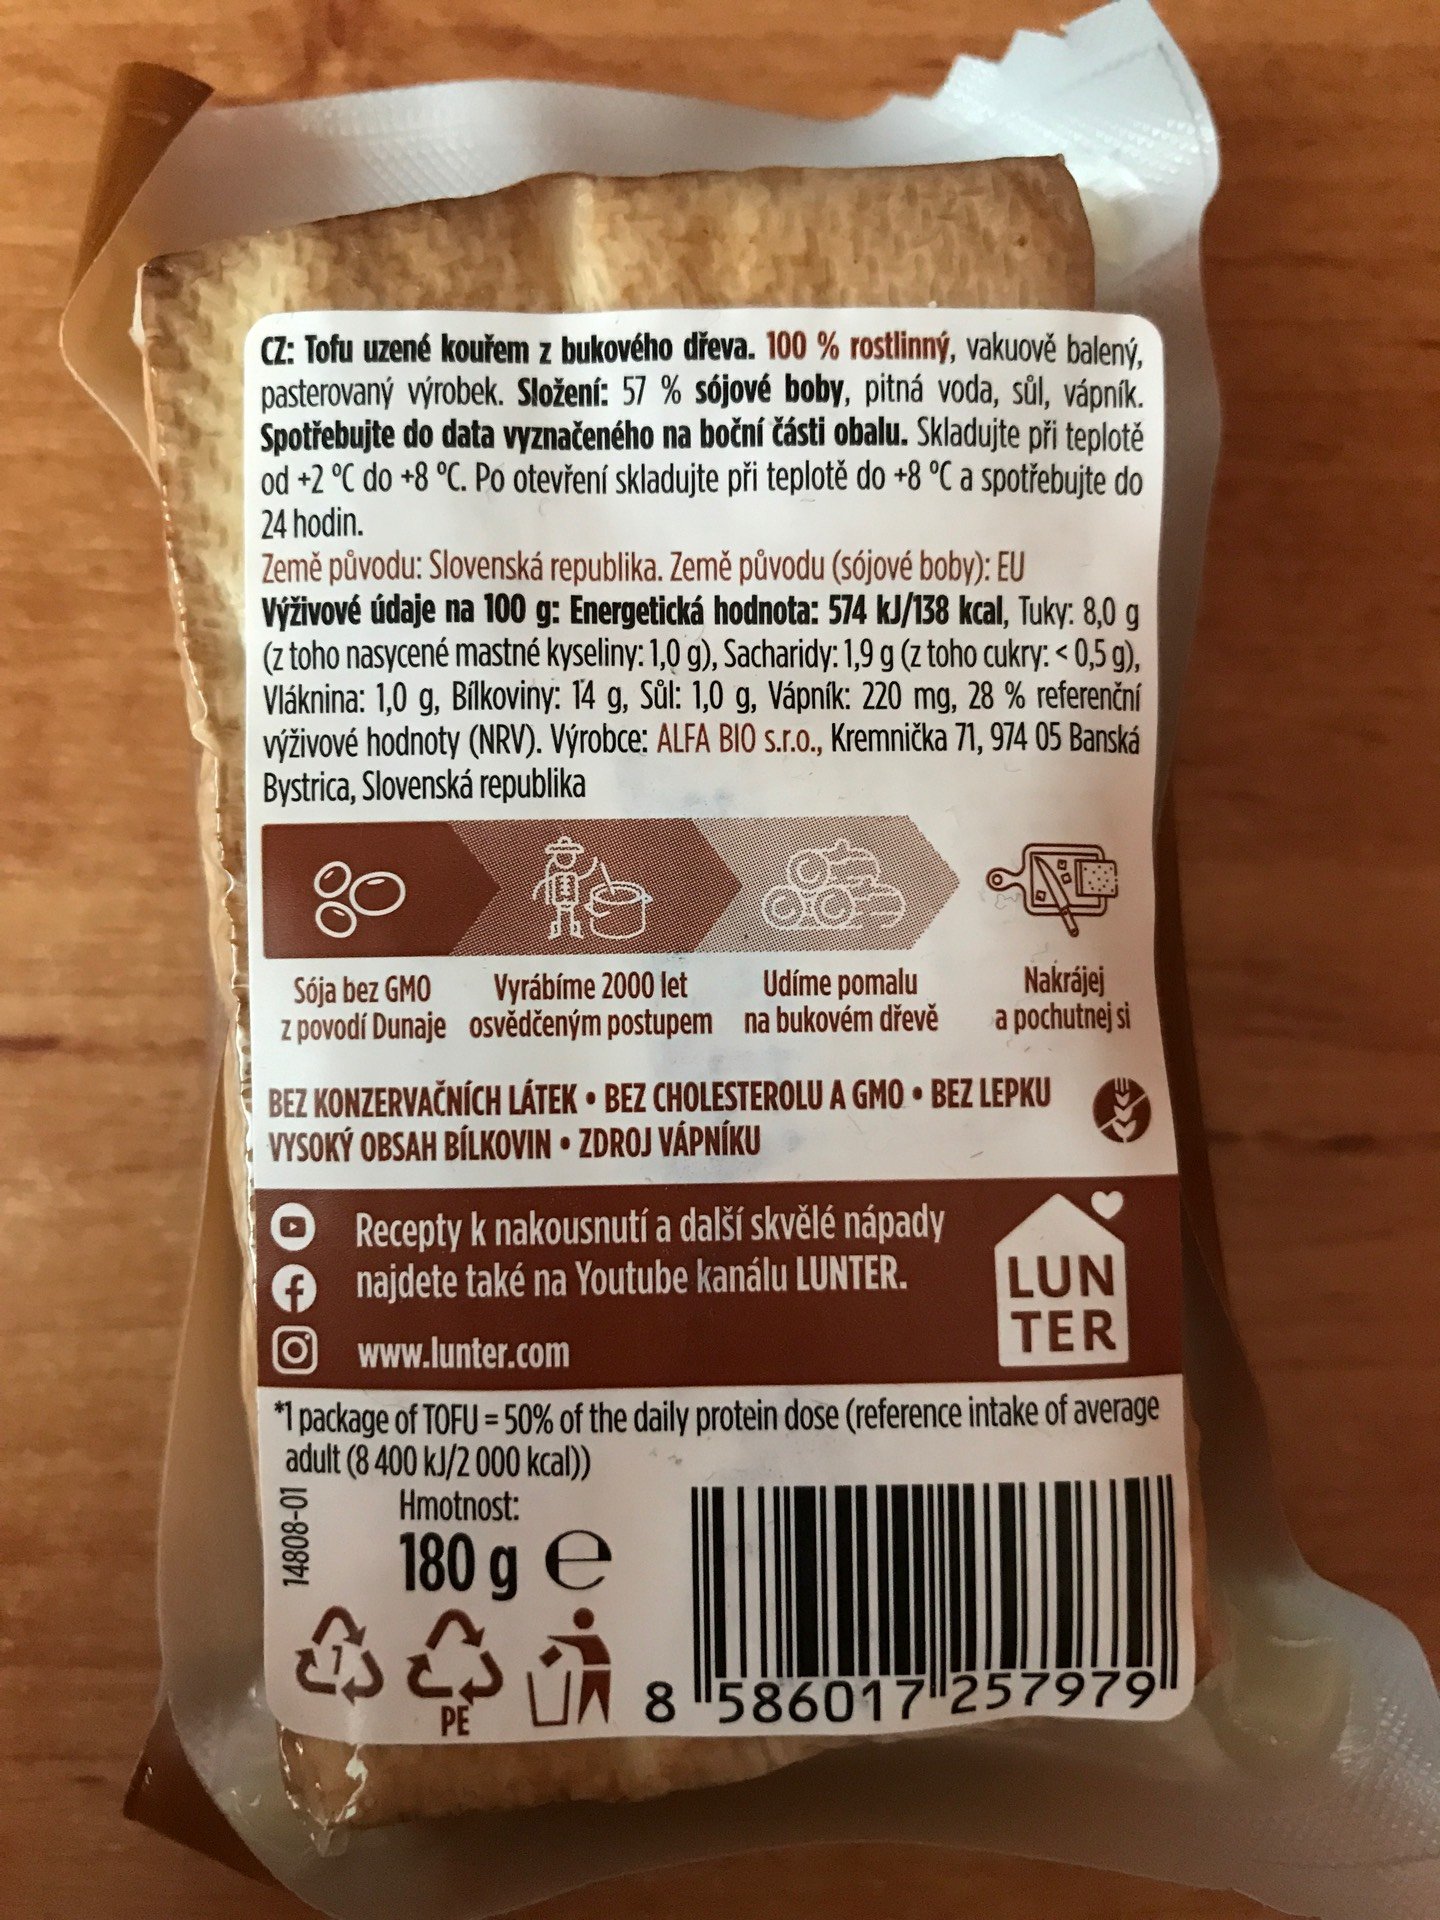 CZ: Tofu uzené kouřem z bukového dřeva. 100 % rostlinný, vakuově balený,
pasterovaný výrobek. Složení: 57 % sójové boby, pitná voda, sůl, vápník.
Spotřebujte do data vyznačeného na boční části obalu. Skladujte při teplotě
od +2 °C do +8 °C. Po otevření skladujte při teplotě do +8 °C a spotřebujte do
24 hodin.
Země původu: Slovenská republika. Země původu (sójové boby): EU
Výživové údaje na 100 g: Energetická hodnota: 574 kJ/138 kcal, Tuky: 8,0 g
(z toho nasycené mastné kyseliny: 1,0 g), Sacharidy: 1,9 g (z toho cukry: < 0,5 g),
Vláknina: 1,0 g, Bílkoviny: 14 g, Sůl: 1,0 g, Vápník: 220 mg, 28 % referenční
výživové hodnoty (NRV). Výrobce: ALFA BIO s.r.o., Kremnička 71, 974 05 Banská
Bystrica, Slovenská republika
Sója bez GMO
z povodí Dunaje
Vyrábíme 2000 let
osvědčeným postupem
Udíme pomalu
na bukovém dřevě
Nakrájej
a pochutnej si
BEZ KONZERVAČNÍCH LÁTEK • BEZ CHOLESTEROLU A GMO • BEZ LEPKU
VYSOKÝ OBSAH BÍLKOVIN • ZDROJ VÁPNÍKU
Recepty k nakousnutí a další skvělé nápady
najdete také na Youtube kanálu LUNTER.
www.lunter.com
LUN
TER
*1 package of TOFU = 50% of the daily protein dose (reference intake of average
adult (8 400 kJ/2 000 kcal))
14808-01
Hmotnost:
180 g e
7
PE
8 586017 257979